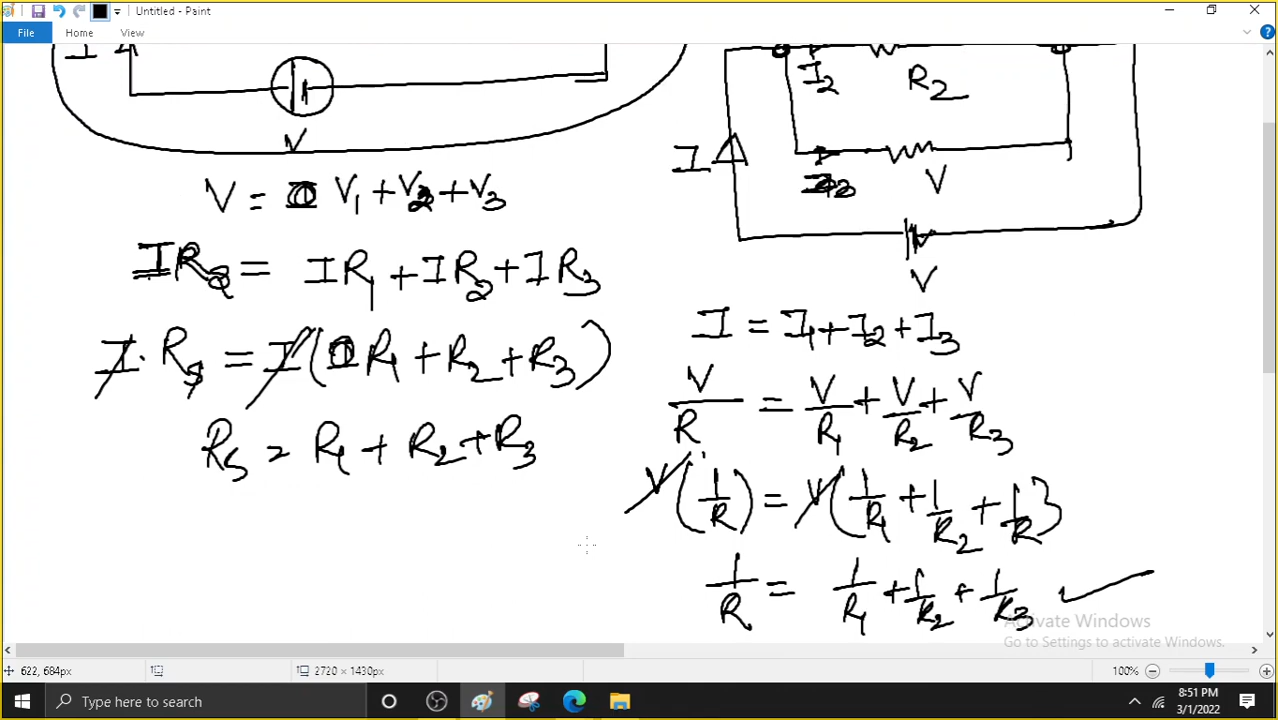 Untitled - Paint
File Home View
I
V
V = V₁ + V₂ + V₃
IR = IR₁ + IR₂ + IR₃
I · Rs = I (R₁ + R₂ + R₃)
Rs = R₁ + R₂ + R₃
I₂
R₂
I
V
V
I = I₁ + I₂ + I₃
V/R = V/R₁ + V/R₂ + V/R₃
V (1/R) = V (1/R₁ + 1/R₂ + 1/R}
1/R = 1/R₁ + 1/R₂ + 1/R₃
Activate Windows
Go to Settings to activate Windows.
622, 684px
2720 × 1430px
100%
Type here to search
8:51 PM
3/1/2022